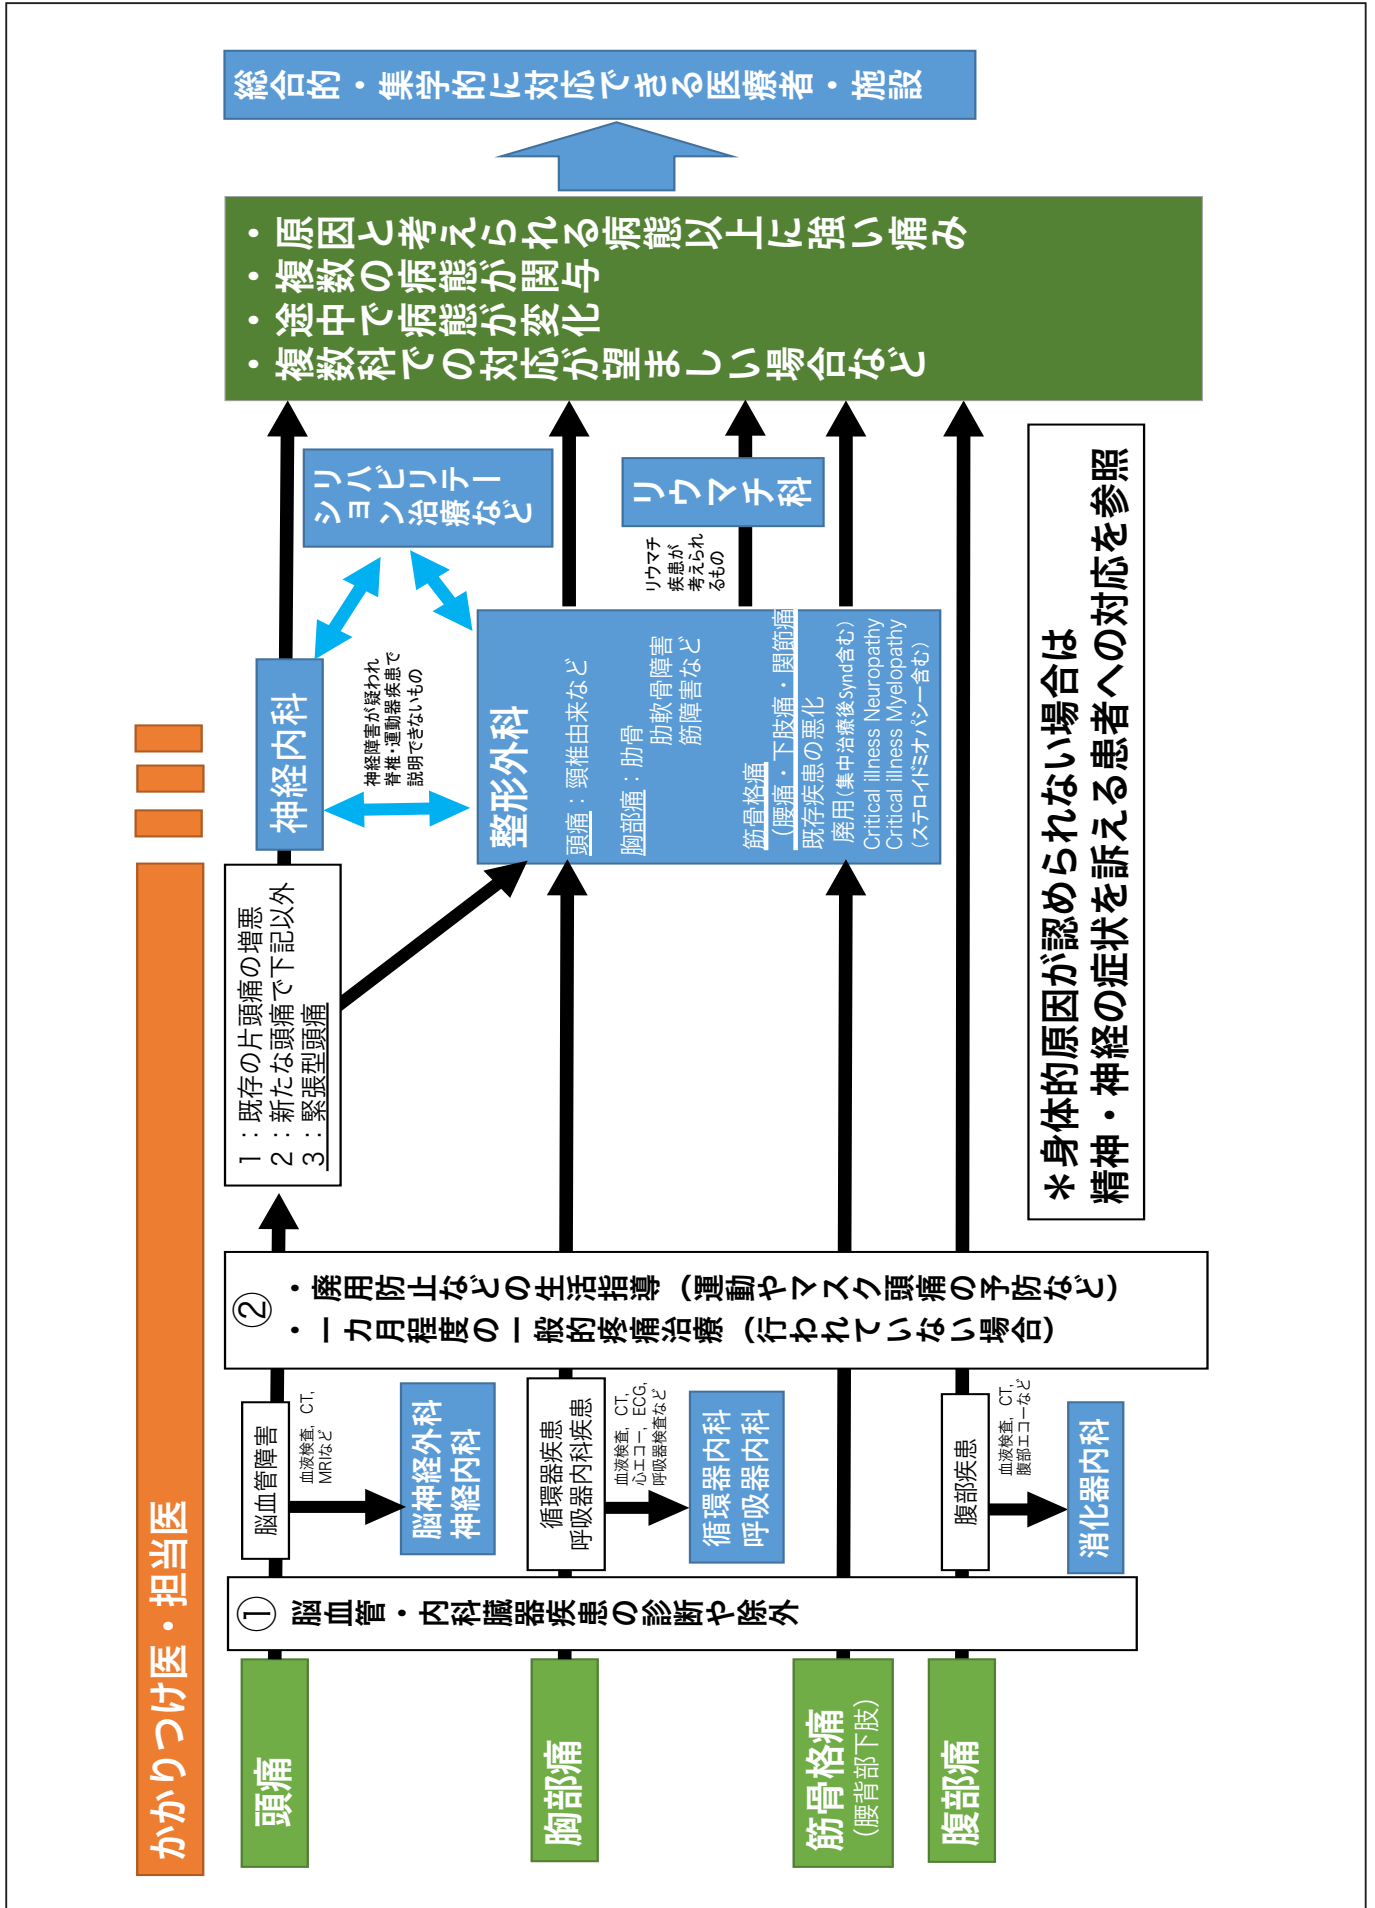 かかりつけ医・担当医
頭痛
胸部痛
筋骨格痛
（腰背部下肢）
腹部痛
① 脳血管・内科臓器疾患の診断や除外
脳血管障害
血液検査，CT，
MRIなど
脳神経外科
神経内科
循環器疾患
呼吸器内科疾患
血液検査，CT，
心エコー，ECG，
呼吸器検査など
循環器内科
呼吸器内科
腹部疾患
血液検査，CT，
腹部エコーなど
消化器内科
②
・廃用防止などの生活指導（運動やマスク頭痛の予防など）
・一カ月程度の一般的疼痛治療（行われていない場合）
1：既存の片頭痛の増悪
2：新たな頭痛で下記以外
3：緊張型頭痛
神経内科
神経障害が疑われ
脊椎・運動器疾患で
説明できないもの
リハビリテー
ション治療など
整形外科
頭痛：頸椎由来など
胸部痛：肋骨
肋軟骨障害
筋障害など
筋骨格痛
（腰痛・下肢痛・関節痛
既存疾患の悪化
廃用（集中治療後Synd含む）
Critical illness Neuropathy
Critical illness Myelopathy
（ステロイドミオパシー含む）
リウマチ
疾患が
考えられ
るもの
リウマチ科
・原因と考えられる病態以上に強い痛み
・複数の病態が関与
・途中で病態が変化
・複数科での対応が望ましい場合など
総合的・集学的に対応できる医療者・施設
＊身体的原因が認められない場合は
精神・神経の症状を訴える患者への対応を参照